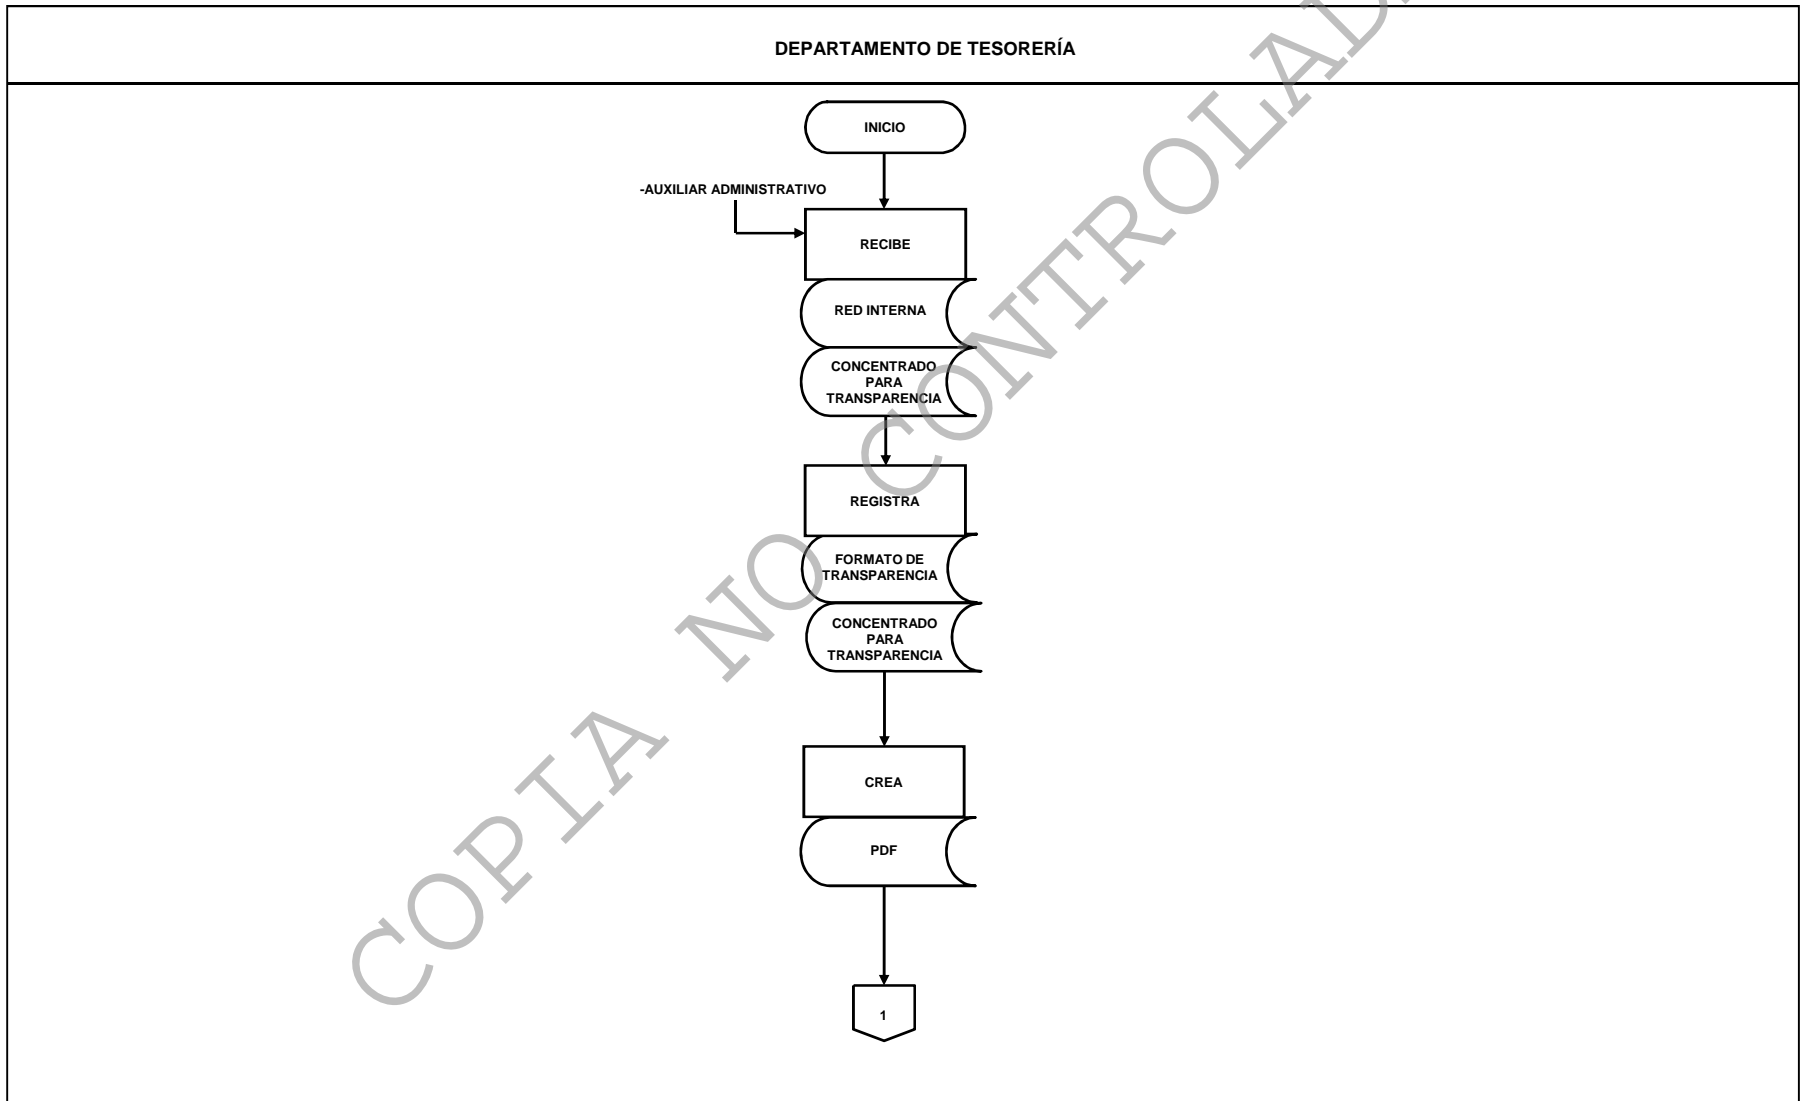 DEPARTAMENTO DE TESORERÍA
INICIO
-AUXILIAR ADMINISTRATIVO
RECIBE
RED INTERNA
CONCENTRADO
PARA
TRANSPARENCIA
REGISTRA
FORMATO DE
TRANSPARENCIA
CONCENTRADO
PARA
TRANSPARENCIA
CREA
PDF
1
COPIA NO CONTROLAD